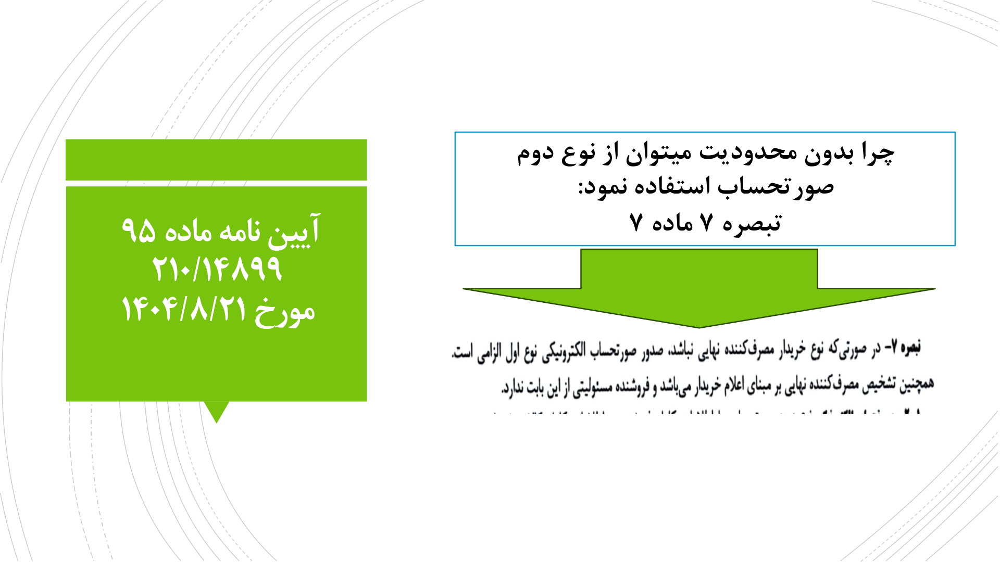 چرا بدون محدودیت میتوان از نوع دوم
صورتحساب استفاده نمود:
تبصره ۷ ماده ۷
آیین نامه ماده ۹۵
۲۱۰/۱۴۸۹۹
مورخ ۱۴۰۴/۸/۲۱
تبصره ۷- در صورتی‌که نوع خریدار مصرف‌کننده نهایی نباشد، صدور صورتحساب الکترونیکی نوع اول الزامی است.
همچنین تشخیص مصرف‌کننده نهایی بر مبنای اعلام خریدار می‌باشد و فروشنده مسئولیتی از این بابت ندارد.